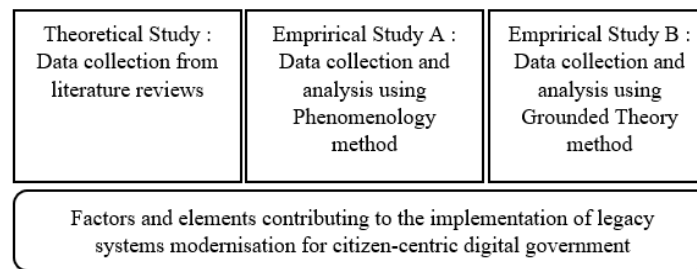 Theoretical Study :
Data collection from
literature reviews
Emprirical Study A :
Data collection and
analysis using
Phenomenology
method
Emprirical Study B :
Data collection and
analysis using
Grounded Theory
method
Factors and elements contributing to the implementation of legacy
systems modernisation for citizen-centric digital government